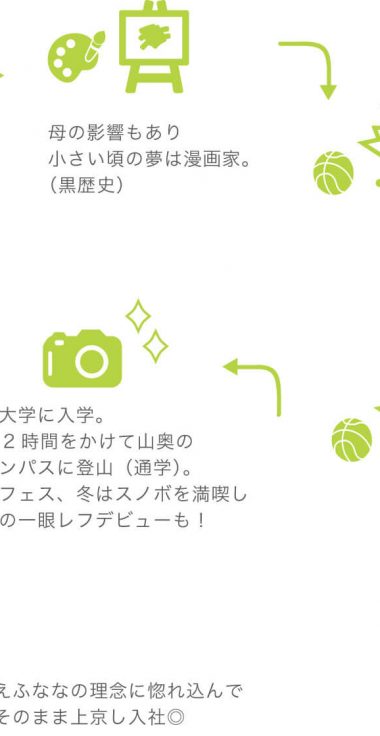 母の影響もあり
小さい頃の夢は漫画家。
（黒歴史）
大学に入学。
２時間をかけて山奥の
ンパスに登山（通学）。
フェス、冬はスノボを満喫し
の一眼レフデビューも！
えふななの理念に惚れ込んで
そのまま上京し入社◎